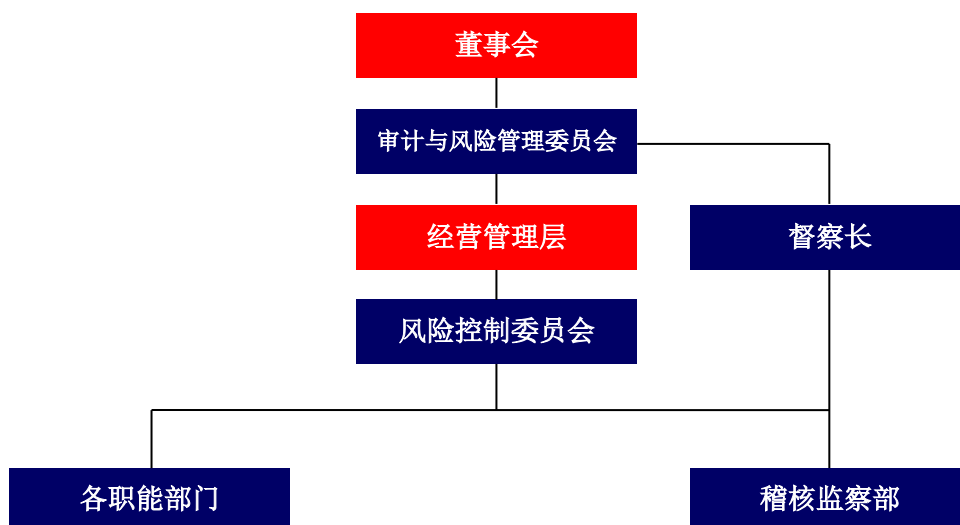 董事会
审计与风险管理委员会
经营管理层
督察长
风险控制委员会
各职能部门
稽核监察部